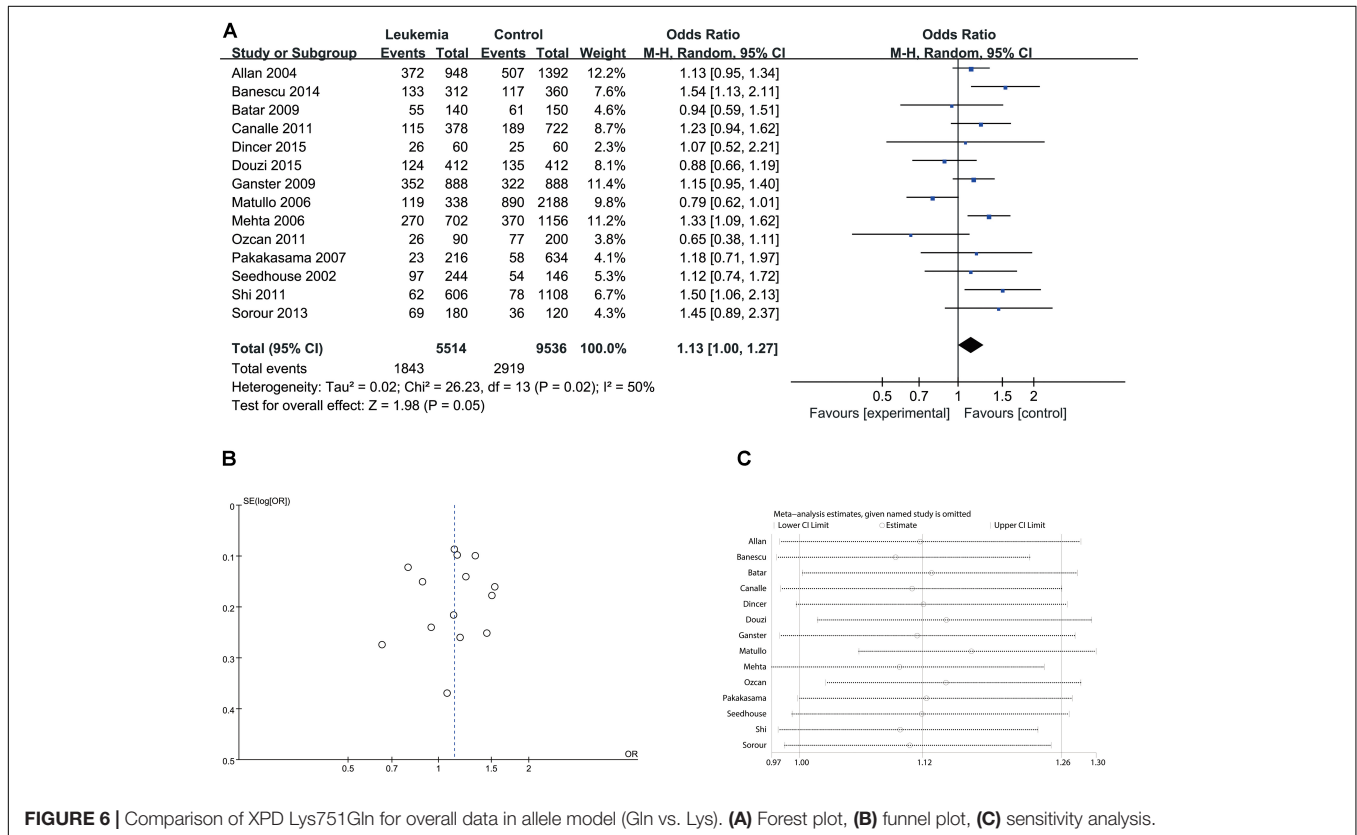 A
Leukemia Control Odds Ratio Odds Ratio
Study or Subgroup Events Total Events Total Weight M-H, Random, 95% CI M-H, Random, 95% CI
Allan 2004 372 948 507 1392 12.2% 1.13 [0.95, 1.34]
Banescu 2014 133 312 117 360 7.6% 1.54 [1.13, 2.11]
Batar 2009 55 140 61 150 4.6% 0.94 [0.59, 1.51]
Canalle 2011 115 378 189 722 8.7% 1.23 [0.94, 1.62]
Dincer 2015 26 60 25 60 2.3% 1.07 [0.52, 2.21]
Douzi 2015 124 412 135 412 8.1% 0.88 [0.66, 1.19]
Ganster 2009 352 888 322 888 11.4% 1.15 [0.95, 1.40]
Matullo 2006 119 338 890 2188 9.8% 0.79 [0.62, 1.01]
Mehta 2006 270 702 370 1156 11.2% 1.33 [1.09, 1.62]
Ozcan 2011 26 90 77 200 3.8% 0.65 [0.38, 1.11]
Pakakasama 2007 23 216 58 634 4.1% 1.18 [0.71, 1.97]
Seedhouse 2002 97 244 54 146 5.3% 1.12 [0.74, 1.72]
Shi 2011 62 606 78 1108 6.7% 1.50 [1.06, 2.13]
Sorour 2013 69 180 36 120 4.3% 1.45 [0.89, 2.37]
Total (95% CI) 5514 9536 100.0% 1.13 [1.00, 1.27]
Total events 1843 2919
Heterogeneity: Tau² = 0.02; Chi² = 26.23, df = 13 (P = 0.02); I² = 50%
Test for overall effect: Z = 1.98 (P = 0.05)
0.5 0.7 1 1.5 2
Favours [experimental] Favours [control]
B
SE(log[OR])
0
0.1
0.2
0.3
0.4
0.5
OR
0.5 0.7 1 1.5 2
C
Meta−analysis estimates, given named study is omitted
Lower CI Limit Estimate Upper CI Limit
Allan
Banescu
Batar
Canalle
Dincer
Douzi
Ganster
Matullo
Mehta
Ozcan
Pakakasama
Seedhouse
Shi
Sorour
0.97 1.00 1.12 1.26 1.30
FIGURE 6 | Comparison of XPD Lys751Gln for overall data in allele model (Gln vs. Lys). (A) Forest plot, (B) funnel plot, (C) sensitivity analysis.